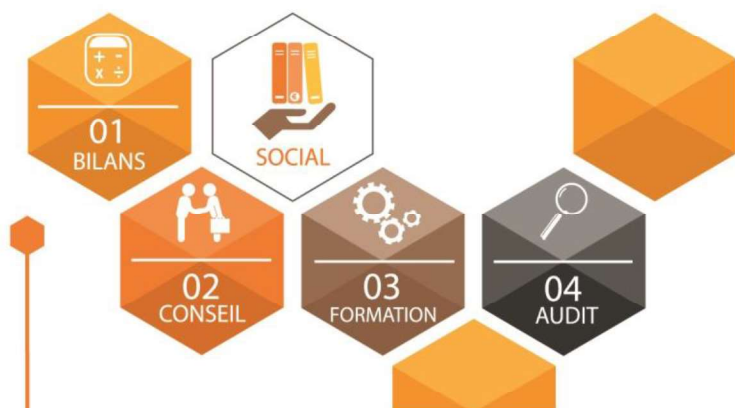 01
BILANS
SOCIAL
02
CONSEIL
03
FORMATION
04
AUDIT